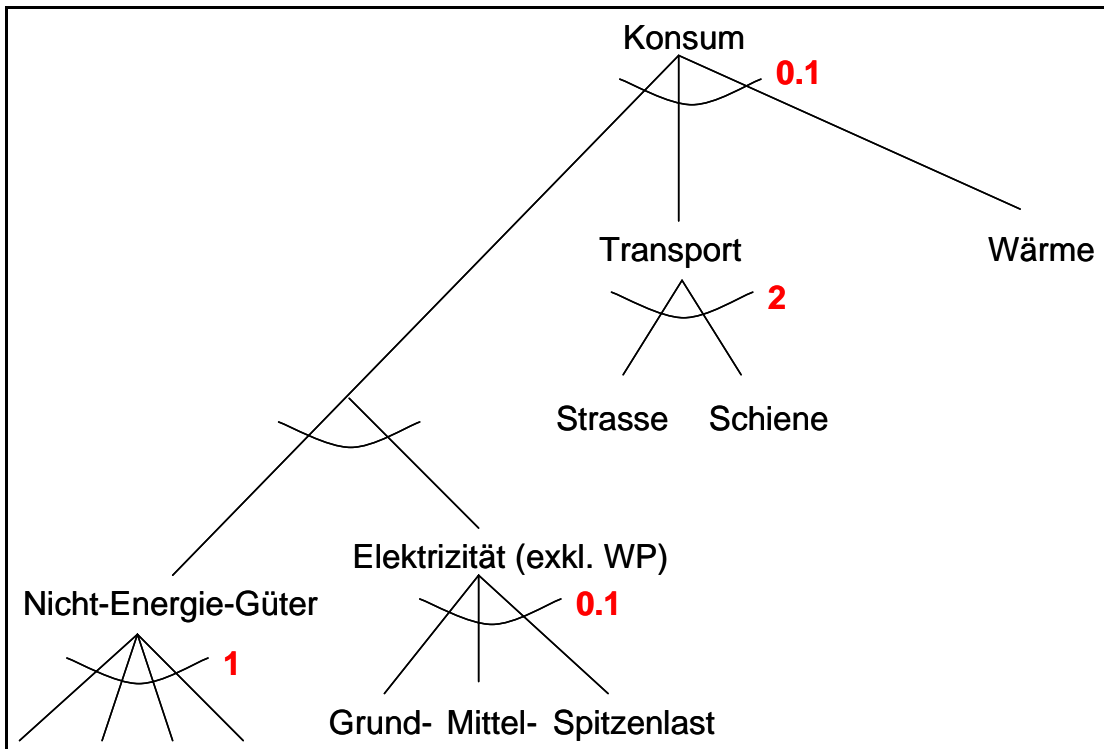 Konsum
0.1
Transport
Wärme
2
Strasse Schiene
Elektrizität (exkl. WP)
Nicht-Energie-Güter
0.1
1
Grund- Mittel- Spitzenlast